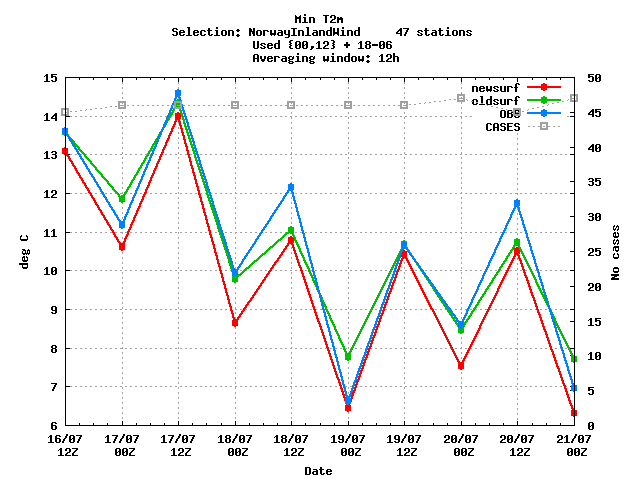 Min T2m
Selection: NorwayInlandWind 47 stations
Used {00,12} + 18-06
Averaging window: 12h
newsurf
oldsurf
OBS
CASES
15
14
13
12
11
10
9
8
7
6
deg C
50
45
40
35
30
25
20
15
10
5
0
No cases
16/07 17/07 17/07 18/07 18/07 19/07 19/07 20/07 20/07 21/07
12Z 00Z 12Z 00Z 12Z 00Z 12Z 00Z 12Z 00Z
Date